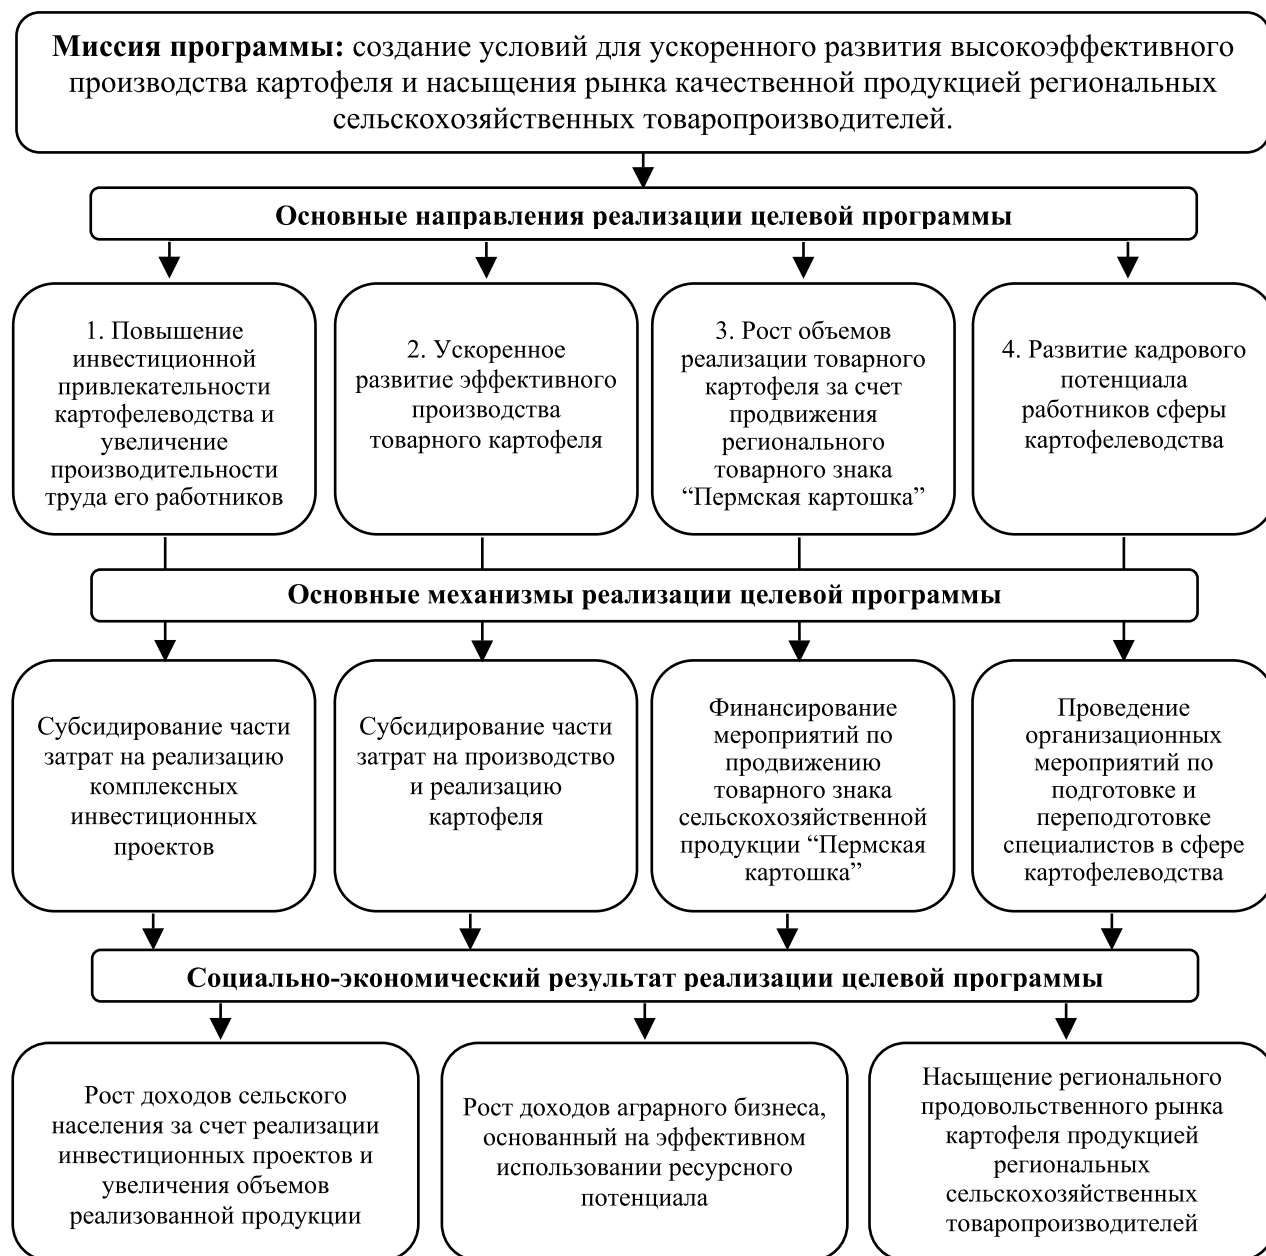 Миссия программы: создание условий для ускоренного развития высокоэффективного
производства картофеля и насыщения рынка качественной продукцией региональных
сельскохозяйственных товаропроизводителей.
Основные направления реализации целевой программы
1. Повышение
инвестиционной
привлекательности
картофелеводства и
увеличение
производительности
труда его работников
2. Ускоренное
развитие эффективного
производства
товарного картофеля
3. Рост объемов
реализации товарного
картофеля за счет
продвижения
регионального
товарного знака
“Пермская картошка”
4. Развитие кадрового
потенциала
работников сферы
картофелеводства
Основные механизмы реализации целевой программы
Субсидирование части
затрат на реализацию
комплексных
инвестиционных
проектов
Субсидирование части
затрат на производство
и реализацию
картофеля
Финансирование
мероприятий по
продвижению
товарного знака
сельскохозяйственной
продукции “Пермская
картошка”
Проведение
организационных
мероприятий по
подготовке и
переподготовке
специалистов в сфере
картофелеводства
Социально-экономический результат реализации целевой программы
Рост доходов сельского
населения за счет реализации
инвестиционных проектов и
увеличения объемов
реализованной продукции
Рост доходов аграрного бизнеса,
основанный на эффективном
использовании ресурсного
потенциала
Насыщение регионального
продовольственного рынка
картофеля продукцией
региональных
сельскохозяйственных
товаропроизводителей